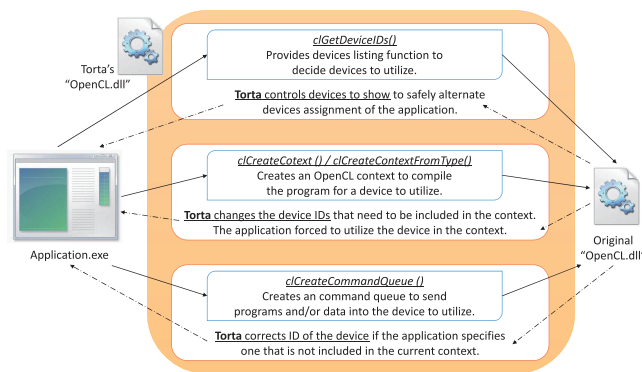 Torta's
"OpenCL.dll"
clGetDeviceIDs()
Provides devices listing function to
decide devices to utilize.
Torta controls devices to show to safely alternate
devices assignment of the application.
clCreateCotext () / clCreateContextFromType()
Creates an OpenCL context to compile
the program for a device to utilize.
Torta changes the device IDs that need to be included in the context.
The application forced to utilize the device in the context.
Application.exe
Original
"OpenCL.dll"
clCreateCommandQueue ()
Creates an command queue to send
programs and/or data into the device to utilize.
Torta corrects ID of the device if the application specifies
one that is not included in the current context.